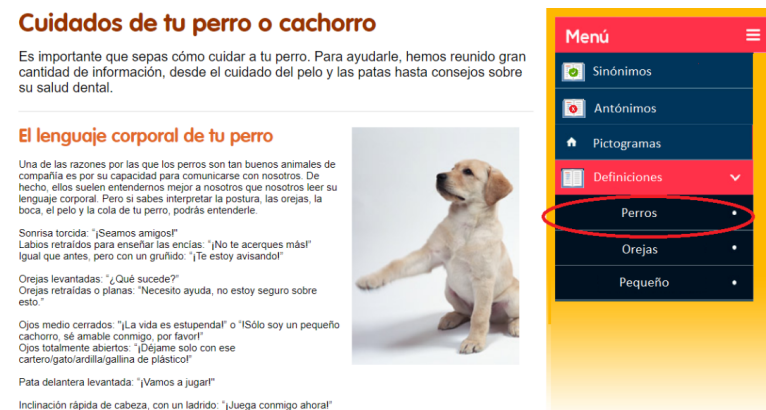 Cuidados de tu perro o cachorro
Es importante que sepas cómo cuidar a tu perro. Para ayudarle, hemos reunido gran
cantidad de información, desde el cuidado del pelo y las patas hasta consejos sobre
su salud dental.
El lenguaje corporal de tu perro
Una de las razones por las que los perros son tan buenos animales de
compañía es por su capacidad para comunicarse con nosotros. De
hecho, ellos suelen entendernos mejor a nosotros que nosotros leer su
lenguaje corporal. Pero si sabes interpretar la postura, las orejas, la
boca, el pelo y la cola de tu perro, podrás entenderle.
Sonrisa torcida: "¡Seamos amigos!"
Labios retraídos para enseñar las encías: "¡No te acerques más!"
Igual que antes, pero con un gruñido: "¡Te estoy avisando!"
Orejas levantadas: "¿Qué sucede?"
Orejas retraídas o planas: "Necesito ayuda, no estoy seguro sobre
esto."
Ojos medio cerrados: "¡La vida es estupenda!" o "!Sólo soy un pequeño
cachorro, sé amable conmigo, por favor!"
Ojos totalmente abiertos: "¡Déjame solo con ese
cartero/gato/ardilla/gallina de plástico!"
Pata delantera levantada: "¡Vamos a jugar!"
Inclinación rápida de cabeza, con un ladrido: "¡Juega conmigo ahora!"
Menú
Sinónimos
Antónimos
Pictogramas
Definiciones
Perros
Orejas
Pequeño